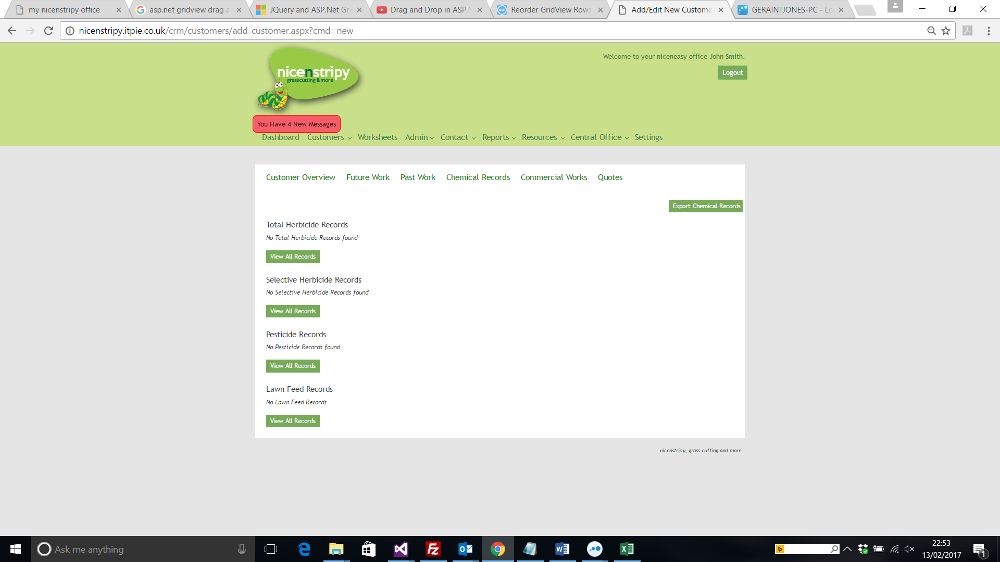 my nicenstripy office
asp.net gridview drag a
JQuery and ASP.Net Gri
Drag and Drop in ASP.N
Reorder GridView Rows
Add/Edit New Custome
GERAINTJONES-PC - Lo
nicenstripy.itpie.co.uk/crm/customers/add-customer.aspx?cmd=new
nicenstripy
grasscutting & more
Welcome to your niceneasy office John Smith.
Logout
You Have 4 New Messages
Dashboard Customers Worksheets Admin Contact Reports Resources Central Office Settings
Customer Overview Future Work Past Work Chemical Records Commercial Works Quotes
Export Chemical Records
Total Herbicide Records
No Total Herbicide Records found
View All Records
Selective Herbicide Records
No Selective Herbicide Records found
View All Records
Pesticide Records
No Pesticide Records found
View All Records
Lawn Feed Records
No Lawn Feed Records
View All Records
nicenstripy, grass cutting and more...
Ask me anything
22:53
13/02/2017
1